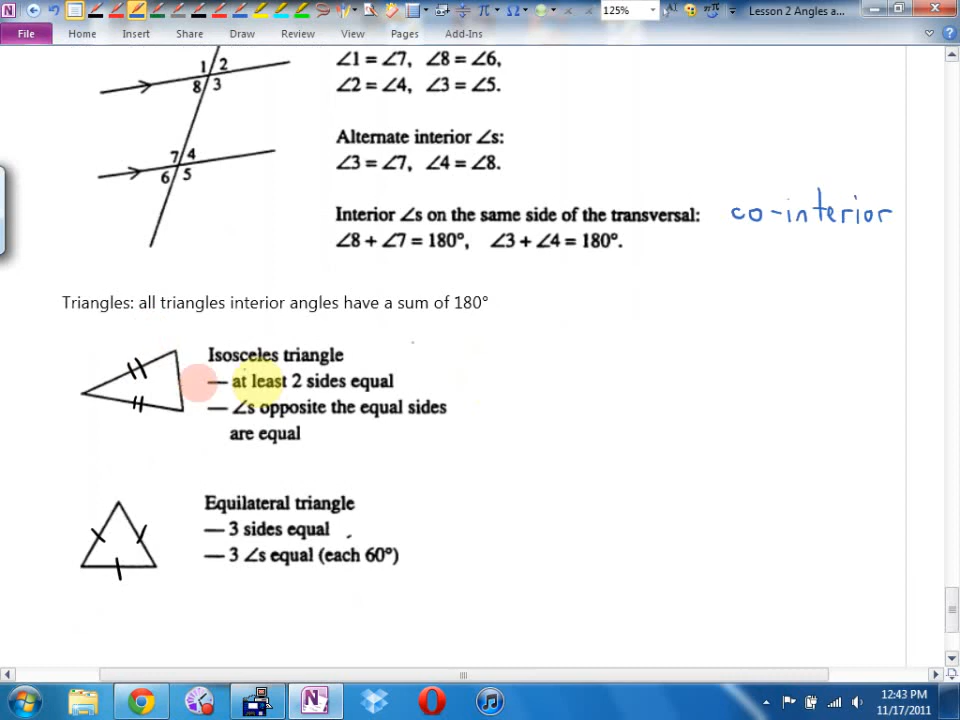 125%
Lesson 2 Angles a...
File Home Insert Share Draw Review View Pages Add-Ins
1 2
8 3
7 4
6 5
∠1 = ∠7, ∠8 = ∠6,
∠2 = ∠4, ∠3 = ∠5.
Alternate interior ∠s:
∠3 = ∠7, ∠4 = ∠8.
Interior ∠s on the same side of the transversal: co-interior
∠8 + ∠7 = 180°, ∠3 + ∠4 = 180°.
Triangles: all triangles interior angles have a sum of 180°
Isosceles triangle
— at least 2 sides equal
— ∠s opposite the equal sides
are equal
Equilateral triangle
— 3 sides equal
— 3 ∠s equal (each 60°)
12:43 PM
11/17/2011